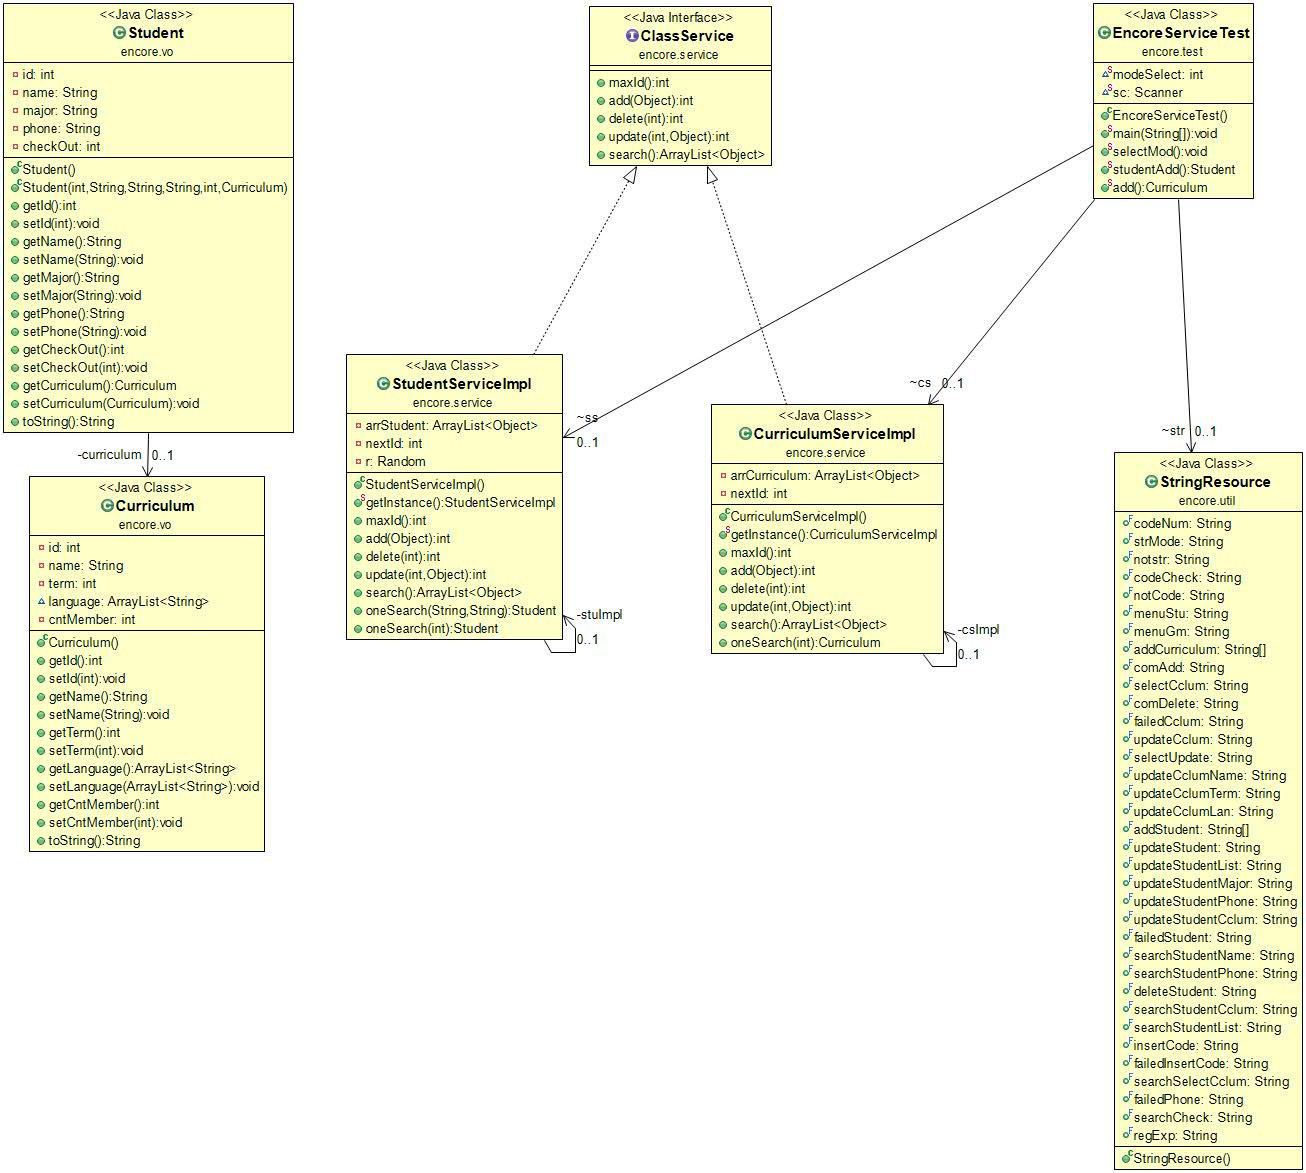 <<Java Class>>
Student
encore.vo
id: int
name: String
major: String
phone: String
checkOut: int
Student()
Student(int,String,String,String,int,Curriculum)
getId():int
setId(int):void
getName():String
setName(String):void
getMajor():String
setMajor(String):void
getPhone():String
setPhone(String):void
getCheckOut():int
setCheckOut(int):void
getCurriculum():Curriculum
setCurriculum(Curriculum):void
toString():String
-curriculum 0..1
<<Java Class>>
Curriculum
encore.vo
id: int
name: String
term: int
language: ArrayList<String>
cntMember: int
Curriculum()
getId():int
setId(int):void
getName():String
setName(String):void
getTerm():int
setTerm(int):void
getLanguage():ArrayList<String>
setLanguage(ArrayList<String>):void
getCntMember():int
setCntMember(int):void
toString():String
<<Java Interface>>
ClassService
encore.service
maxId():int
add(Object):int
delete(int):int
update(int,Object):int
search():ArrayList<Object>
<<Java Class>>
StudentServiceImpl
encore.service
arrStudent: ArrayList<Object>
nextId: int
r: Random
StudentServiceImpl()
getInstance():StudentServiceImpl
maxId():int
add(Object):int
delete(int):int
update(int,Object):int
search():ArrayList<Object>
oneSearch(String,String):Student
oneSearch(int):Student
~ss
0..1
-stuImpl
0..1
<<Java Class>>
CurriculumServiceImpl
encore.service
arrCurriculum: ArrayList<Object>
nextId: int
CurriculumServiceImpl()
getInstance():CurriculumServiceImpl
maxId():int
add(Object):int
delete(int):int
update(int,Object):int
search():ArrayList<Object>
oneSearch(int):Curriculum
~cs 0..1
-csImpl
0..1
<<Java Class>>
EncoreServiceTest
encore.test
modeSelect: int
sc: Scanner
EncoreServiceTest()
main(String[]):void
selectMod():void
studentAdd():Student
add():Curriculum
~str 0..1
<<Java Class>>
StringResource
encore.util
codeNum: String
strMode: String
notstr: String
codeCheck: String
notCode: String
menuStu: String
menuGm: String
addCurriculum: String[]
comAdd: String
selectCclum: String
comDelete: String
failedCclum: String
updateCclum: String
selectUpdate: String
updateCclumName: String
updateCclumTerm: String
updateCclumLan: String
addStudent: String[]
updateStudent: String
updateStudentList: String
updateStudentMajor: String
updateStudentPhone: String
updateStudentCclum: String
failedStudent: String
searchStudentName: String
searchStudentPhone: String
deleteStudent: String
searchStudentCclum: String
searchStudentList: String
insertCode: String
failedInsertCode: String
searchSelectCclum: String
failedPhone: String
searchCheck: String
regExp: String
StringResource()